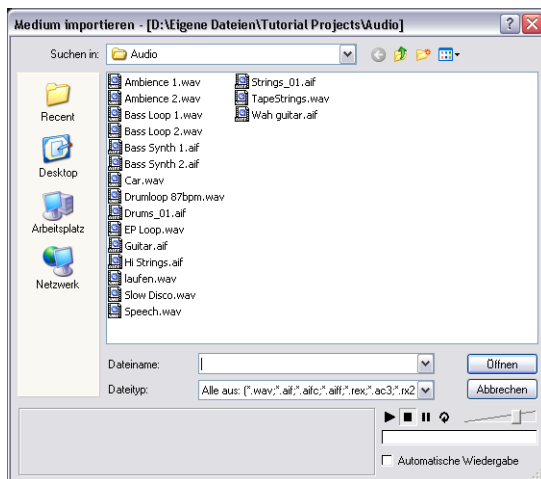 Medium importieren - [D:\Eigene Dateien\Tutorial Projects\Audio]
Suchen in: Audio
Recent
Desktop
Arbeitsplatz
Netzwerk
Ambience 1.wav
Ambience 2.wav
Bass Loop 1.wav
Bass Loop 2.wav
Bass Synth 1.aif
Bass Synth 2.aif
Car.wav
Drumloop 87bpm.wav
Drums_01.aif
EP Loop.wav
Guitar.aif
Hi Strings.aif
laufen.wav
Slow Disco.wav
Speech.wav
Strings_01.aif
TapeStrings.wav
Wah guitar.aif
Dateiname:
Öffnen
Dateityp: Alle aus: (*.wav;*.aif;*.aifc;*.aiff;*.rex;*.ac3;*.rx2
Abbrechen
Automatische Wiedergabe